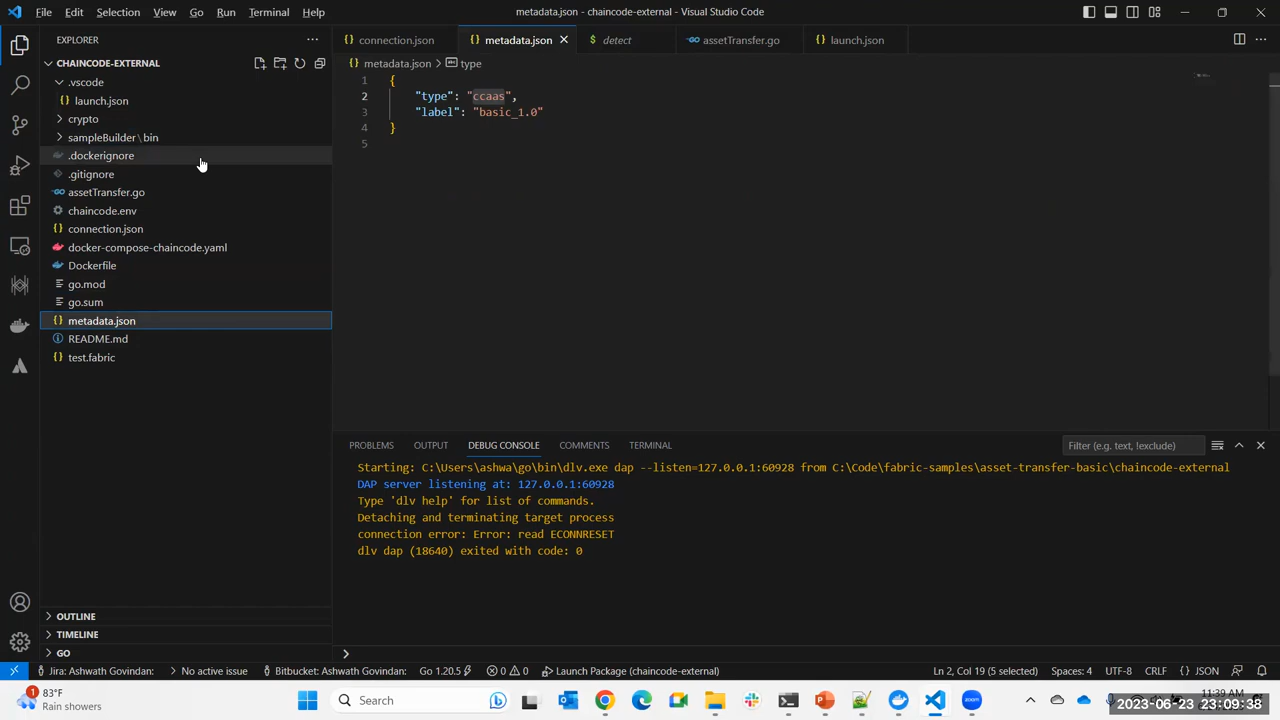 File Edit Selection View Go Run Terminal Help
metadata.json - chaincode-external - Visual Studio Code
EXPLORER
CHAINCODE-EXTERNAL
.vscode
launch.json
crypto
sampleBuilder\bin
.dockerignore
.gitignore
assetTransfer.go
chaincode.env
connection.json
docker-compose-chaincode.yaml
Dockerfile
go.mod
go.sum
metadata.json
README.md
test.fabric
OUTLINE
TIMELINE
GO
connection.json metadata.json detect assetTransfer.go launch.json
metadata.json > type
1 {
2 "type": "ccaas",
3 "label": "basic_1.0"
4 }
5
PROBLEMS OUTPUT DEBUG CONSOLE COMMENTS TERMINAL
Filter (e.g. text, !exclude)
Starting: C:\Users\ashwa\go\bin\dlv.exe dap --listen=127.0.0.1:60928 from C:\Code\fabric-samples\asset-transfer-basic\chaincode-external
DAP server listening at: 127.0.0.1:60928
Type 'dlv help' for list of commands.
Detaching and terminating target process
connection error: Error: read ECONNRESET
dlv dap (18640) exited with code: 0
Jira: Ashwath Govindan: No active issue Bitbucket: Ashwath Govindan: Go 1.20.5 0 0 Launch Package (chaincode-external) Ln 2, Col 19 (5 selected) Spaces: 4 UTF-8 CRLF {} JSON
1
83°F
Rain showers
Search
11:39 AM
2023-06-23 23:09:38